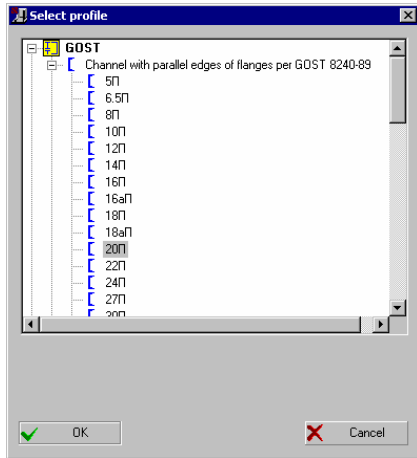 Select profile
GOST
Channel with parallel edges of flanges per GOST 8240-89
5П
6.5П
8П
10П
12П
14П
16П
16аП
18П
18аП
20П
22П
24П
27П
30П
OK
Cancel